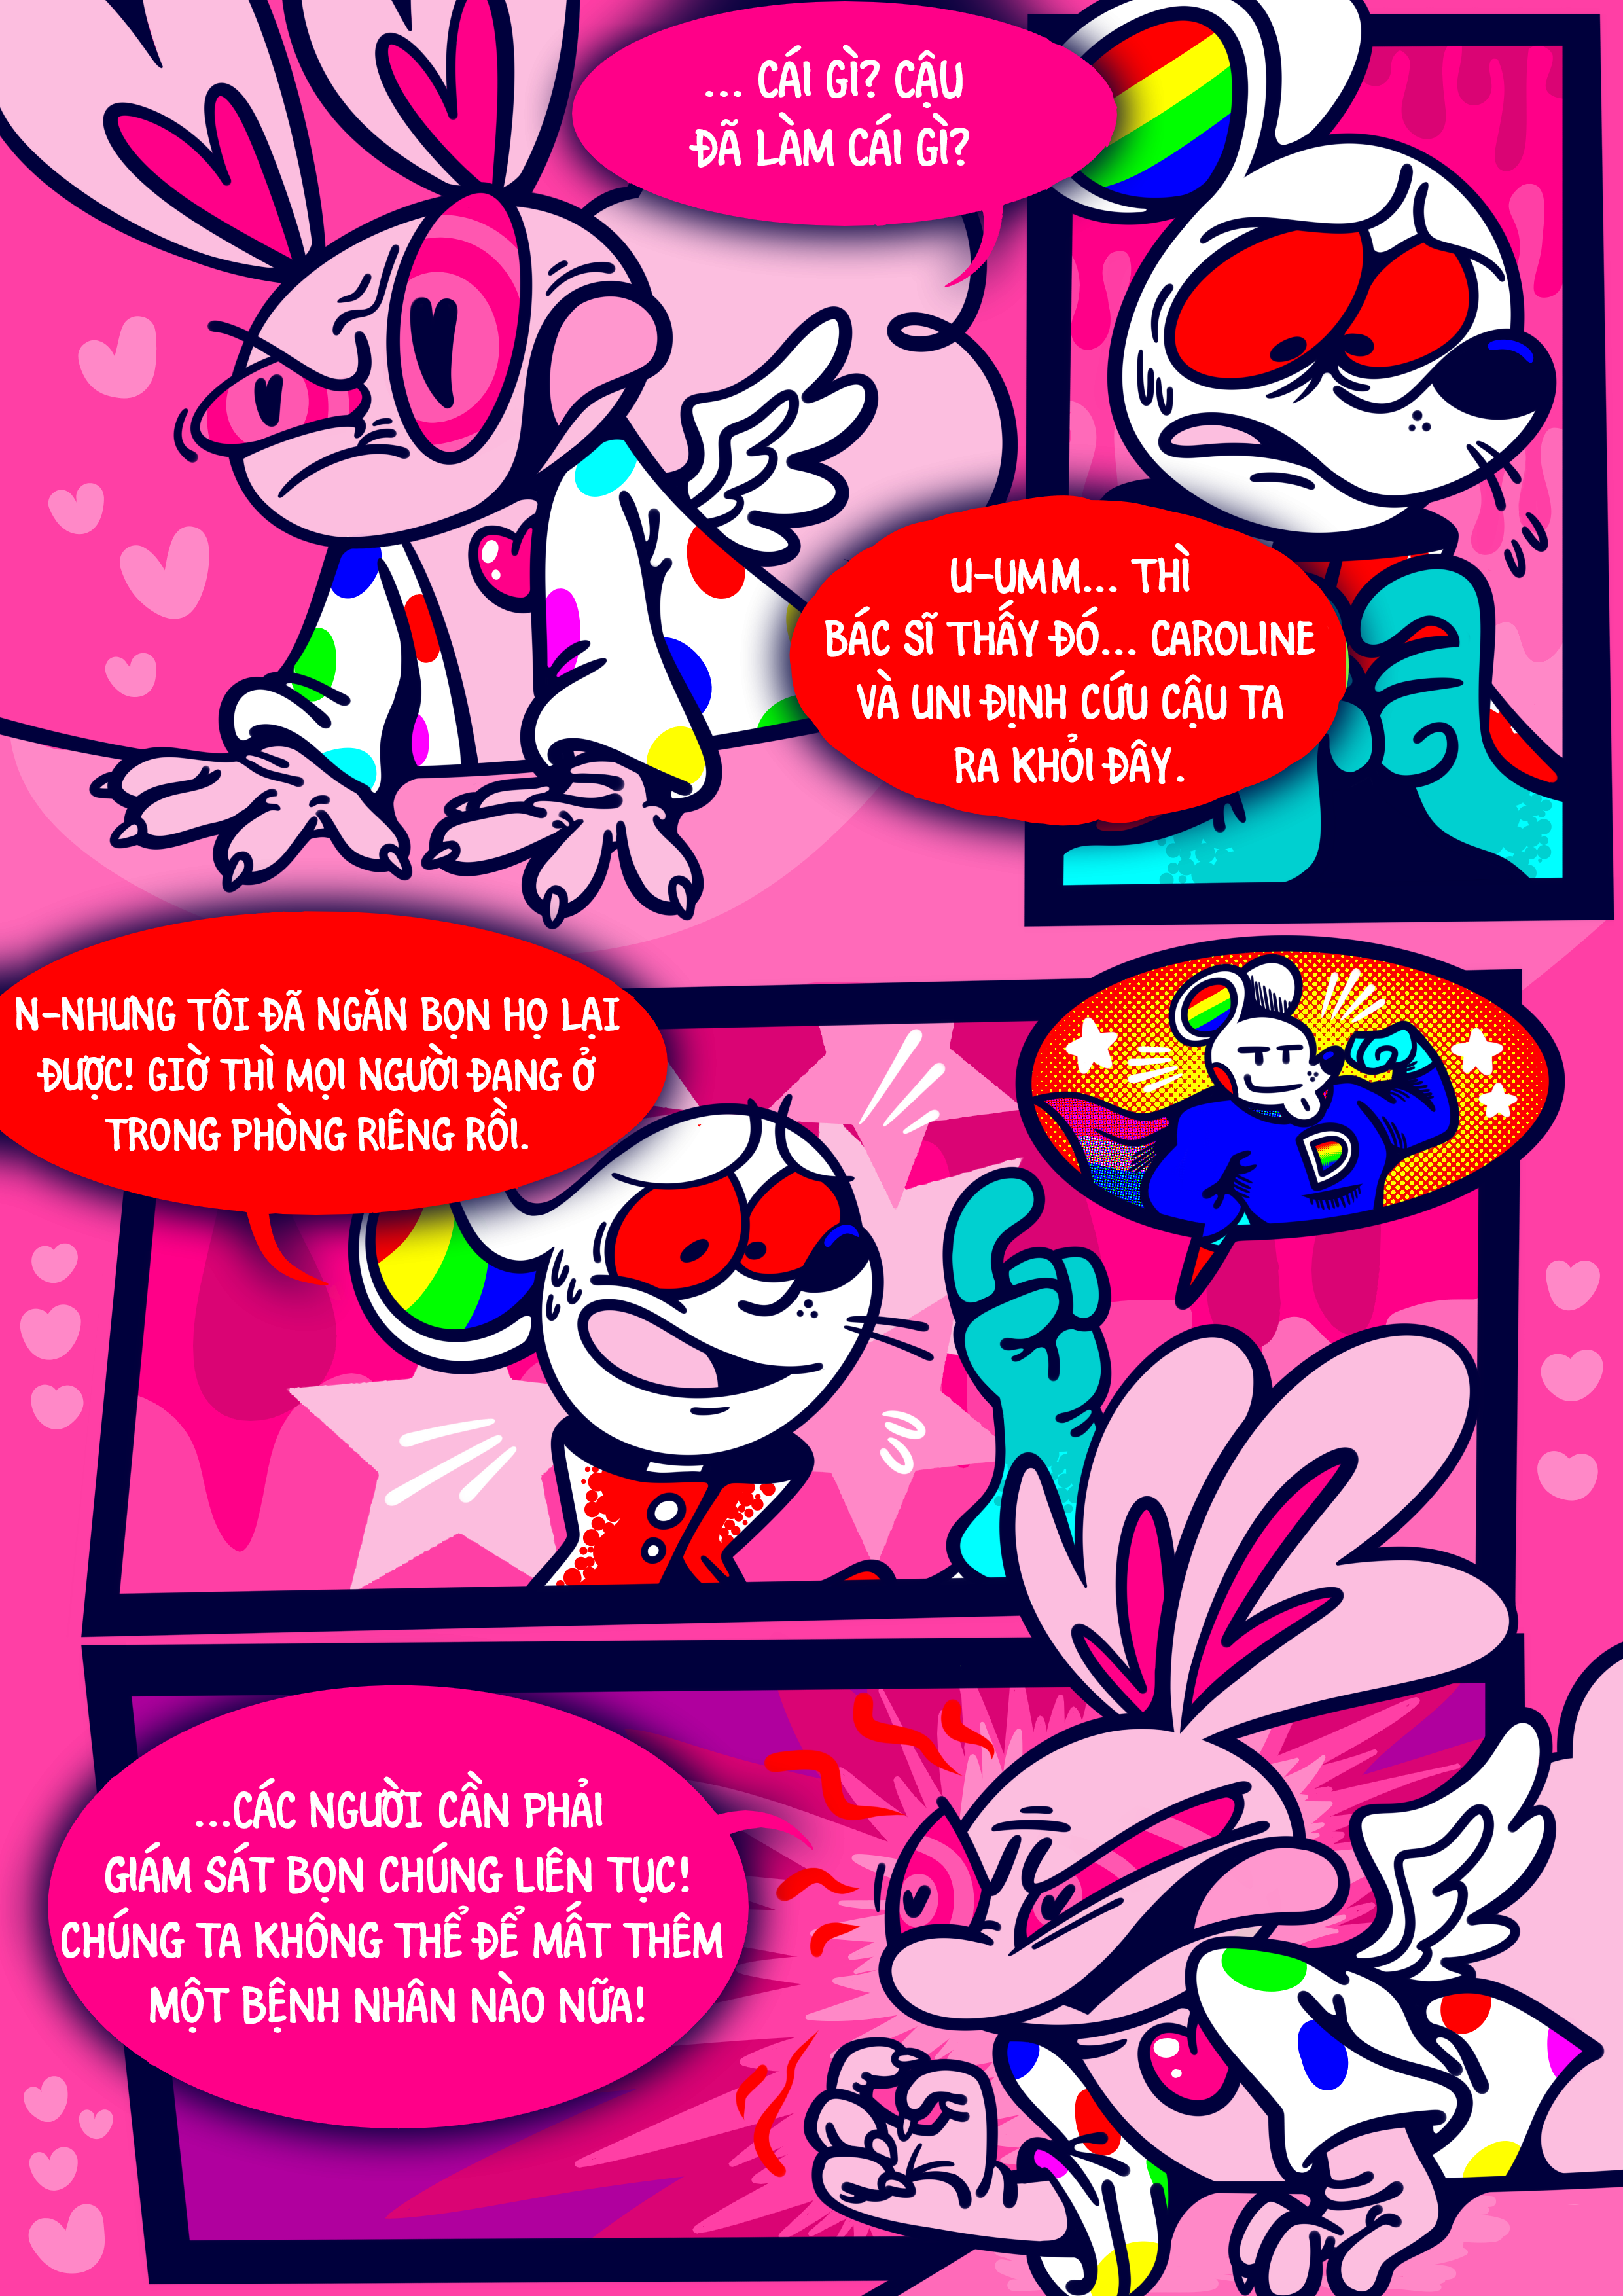 ... CÁI GÌ? CẬU
ĐÃ LÀM CÁI GÌ?
U-UMM... THÌ
BÁC SĨ THẤY ĐÓ... CAROLINE
VÀ UNI ĐỊNH CỨU CẬU TA
RA KHỎI ĐÂY.
N-NHƯNG TÔI ĐÃ NGĂN BỌN HỌ LẠI
ĐƯỢC! GIỜ THÌ MỌI NGƯỜI ĐANG Ở
TRONG PHÒNG RIÊNG RỒI.
D
...CÁC NGƯỜI CẦN PHẢI
GIÁM SÁT BỌN CHÚNG LIÊN TỤC!
CHÚNG TA KHÔNG THỂ ĐỂ MẤT THÊM
MỘT BỆNH NHÂN NÀO NỮA!